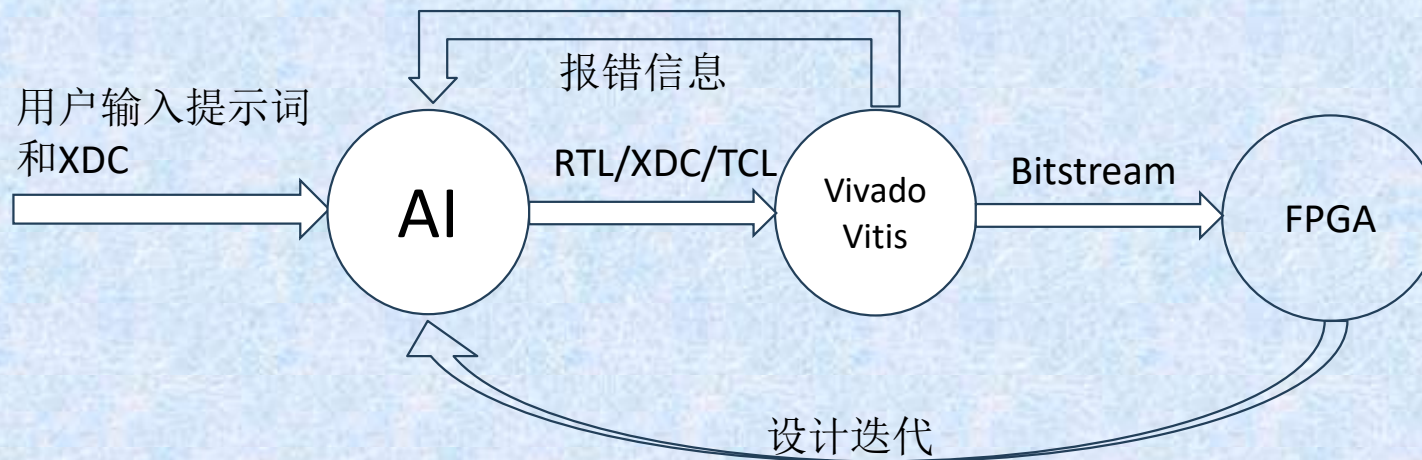 报错信息
用户输入提示词
和XDC
AI
RTL/XDC/TCL
Vivado
Vitis
Bitstream
FPGA
设计迭代